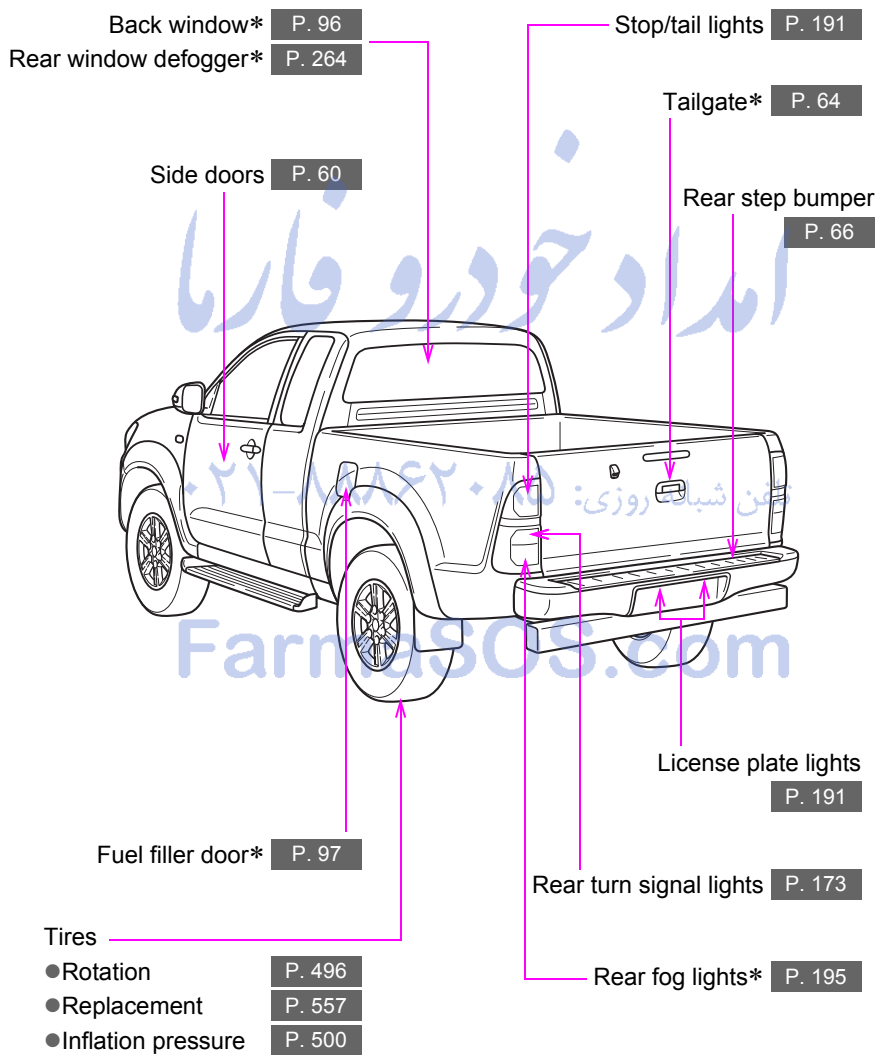 Back window* P. 96
Rear window defogger* P. 264
Stop/tail lights P. 191
Tailgate* P. 64
Side doors P. 60
Rear step bumper
P. 66
امداد خودرو فارما
تلفن شبانه روزی: ۰۲۱-۸۸۸۶۲۰۸۵
FarmaSOS.com
License plate lights
P. 191
Fuel filler door* P. 97
Rear turn signal lights P. 173
Tires
●Rotation P. 496
●Replacement P. 557
●Inflation pressure P. 500
Rear fog lights* P. 195